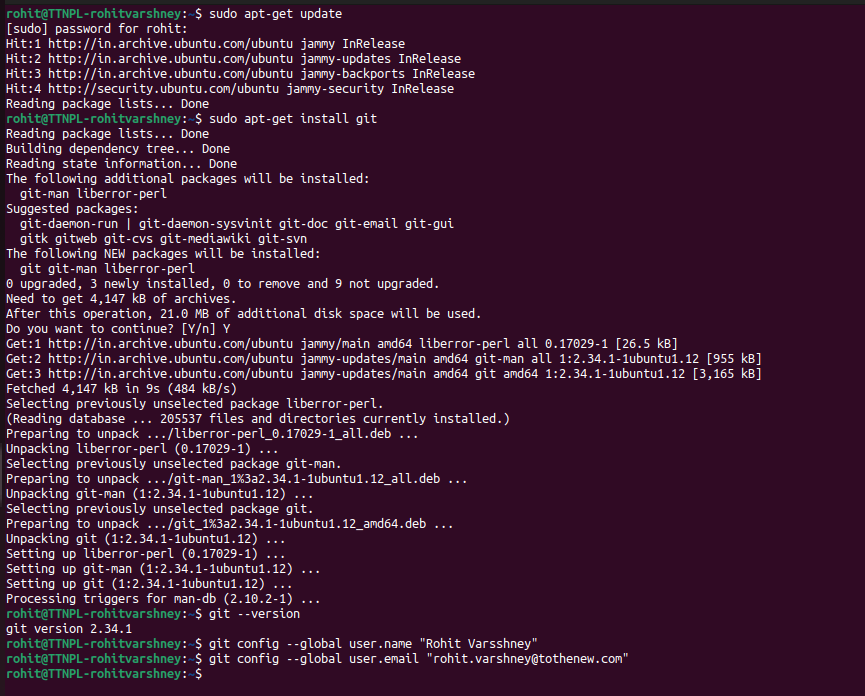 rohit@TTNPL-rohitvarshney:~$ sudo apt-get update
[sudo] password for rohit:
Hit:1 http://in.archive.ubuntu.com/ubuntu jammy InRelease
Hit:2 http://in.archive.ubuntu.com/ubuntu jammy-updates InRelease
Hit:3 http://in.archive.ubuntu.com/ubuntu jammy-backports InRelease
Hit:4 http://security.ubuntu.com/ubuntu jammy-security InRelease
Reading package lists... Done
rohit@TTNPL-rohitvarshney:~$ sudo apt-get install git
Reading package lists... Done
Building dependency tree... Done
Reading state information... Done
The following additional packages will be installed:
  git-man liberror-perl
Suggested packages:
  git-daemon-run | git-daemon-sysvinit git-doc git-email git-gui
  gitk gitweb git-cvs git-mediawiki git-svn
The following NEW packages will be installed:
  git git-man liberror-perl
0 upgraded, 3 newly installed, 0 to remove and 9 not upgraded.
Need to get 4,147 kB of archives.
After this operation, 21.0 MB of additional disk space will be used.
Do you want to continue? [Y/n] Y
Get:1 http://in.archive.ubuntu.com/ubuntu jammy/main amd64 liberror-perl all 0.17029-1 [26.5 kB]
Get:2 http://in.archive.ubuntu.com/ubuntu jammy-updates/main amd64 git-man all 1:2.34.1-1ubuntu1.12 [955 kB]
Get:3 http://in.archive.ubuntu.com/ubuntu jammy-updates/main amd64 git amd64 1:2.34.1-1ubuntu1.12 [3,165 kB]
Fetched 4,147 kB in 9s (484 kB/s)
Selecting previously unselected package liberror-perl.
(Reading database ... 205537 files and directories currently installed.)
Preparing to unpack .../liberror-perl_0.17029-1_all.deb ...
Unpacking liberror-perl (0.17029-1) ...
Selecting previously unselected package git-man.
Preparing to unpack .../git-man_1%3a2.34.1-1ubuntu1.12_all.deb ...
Unpacking git-man (1:2.34.1-1ubuntu1.12) ...
Selecting previously unselected package git.
Preparing to unpack .../git_1%3a2.34.1-1ubuntu1.12_amd64.deb ...
Unpacking git (1:2.34.1-1ubuntu1.12) ...
Setting up liberror-perl (0.17029-1) ...
Setting up git-man (1:2.34.1-1ubuntu1.12) ...
Setting up git (1:2.34.1-1ubuntu1.12) ...
Processing triggers for man-db (2.10.2-1) ...
rohit@TTNPL-rohitvarshney:~$ git --version
git version 2.34.1
rohit@TTNPL-rohitvarshney:~$ git config --global user.name "Rohit Varsshney"
rohit@TTNPL-rohitvarshney:~$ git config --global user.email "rohit.varshney@tothenew.com"
rohit@TTNPL-rohitvarshney:~$